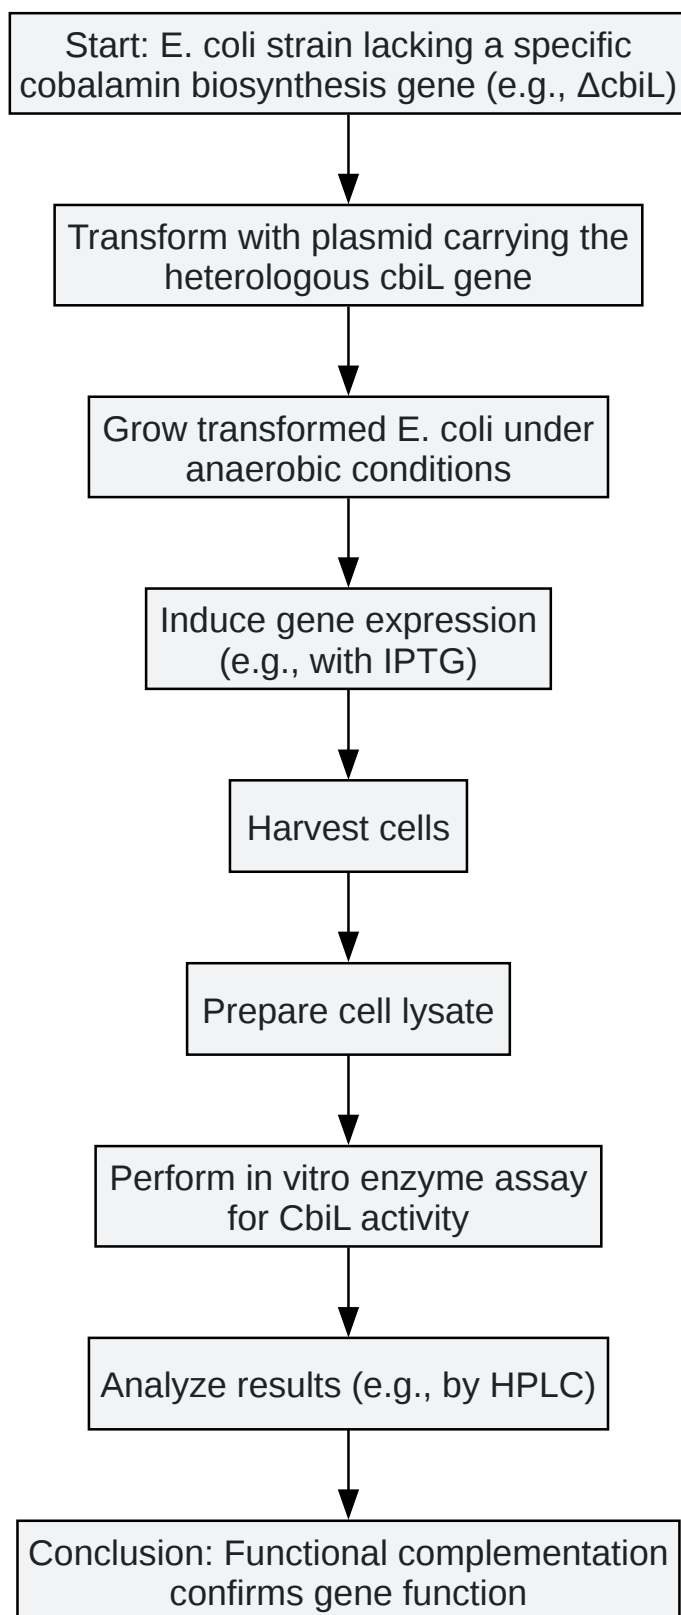 Start: E. coli strain lacking a specific
cobalamin biosynthesis gene (e.g., ΔcbiL)
Transform with plasmid carrying the
heterologous cbiL gene
Grow transformed E. coli under
anaerobic conditions
Induce gene expression
(e.g., with IPTG)
Harvest cells
Prepare cell lysate
Perform in vitro enzyme assay
for CbiL activity
Analyze results (e.g., by HPLC)
Conclusion: Functional complementation
confirms gene function